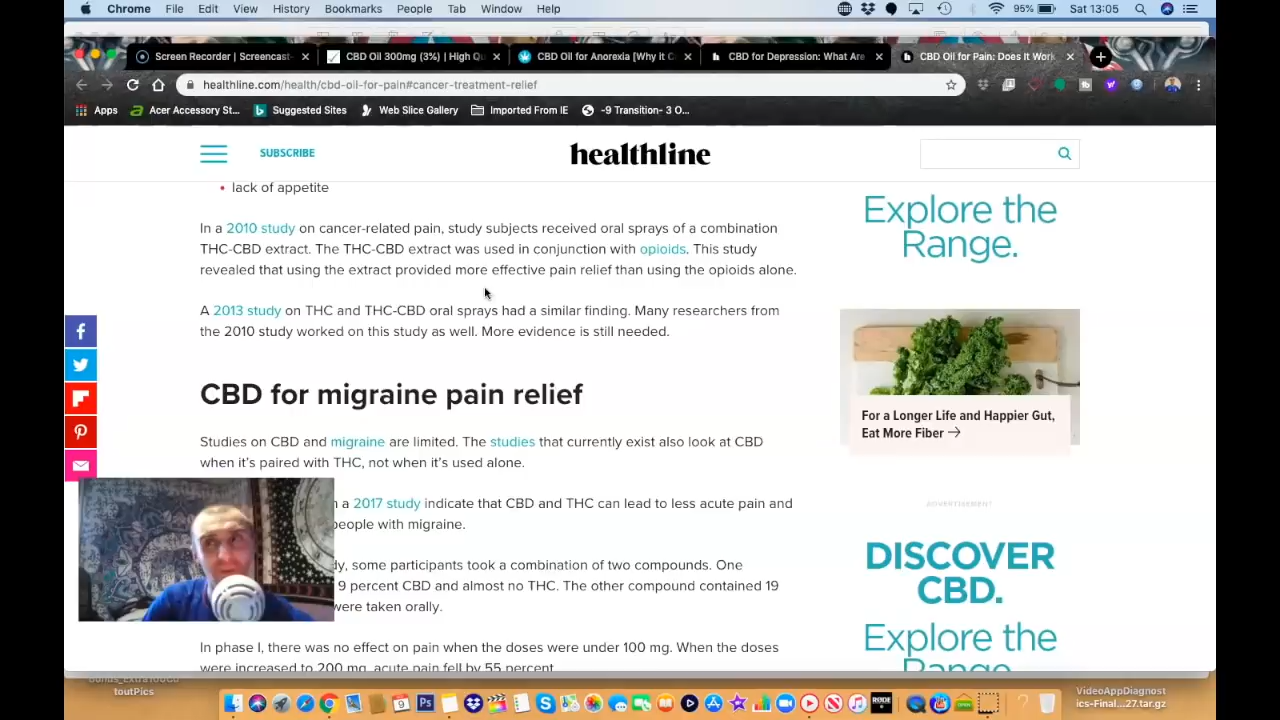 Chrome File Edit View History Bookmarks People Tab Window Help 95% Sat 13:05
Screen Recorder | Screencast- CBD Oil 300mg (3%) | High Qu CBD Oil for Anorexia [Why it C CBD for Depression: What Are CBD Oil for Pain: Does It Work
healthline.com/health/cbd-oil-for-pain#cancer-treatment-relief
Apps Acer Accessory St... Suggested Sites Web Slice Gallery Imported From IE ~9 Transition- 3 O...
SUBSCRIBE healthline
• lack of appetite
In a 2010 study on cancer-related pain, study subjects received oral sprays of a combination
THC-CBD extract. The THC-CBD extract was used in conjunction with opioids. This study
revealed that using the extract provided more effective pain relief than using the opioids alone.
A 2013 study on THC and THC-CBD oral sprays had a similar finding. Many researchers from
the 2010 study worked on this study as well. More evidence is still needed.
CBD for migraine pain relief
Studies on CBD and migraine are limited. The studies that currently exist also look at CBD
when it's paired with THC, not when it's used alone.
n a 2017 study indicate that CBD and THC can lead to less acute pain and
people with migraine.
dy, some participants took a combination of two compounds. One
9 percent CBD and almost no THC. The other compound contained 19
were taken orally.
In phase I, there was no effect on pain when the doses were under 100 mg. When the doses
were increased to 200 mg, acute pain fell by 55 percent.
Explore the
Range.
For a Longer Life and Happier Gut,
Eat More Fiber →
ADVERTISEMENT
DISCOVER
CBD.
Explore the
Range
toutPics
VideoAppDiagnost
ics-Final...27.tar.gz